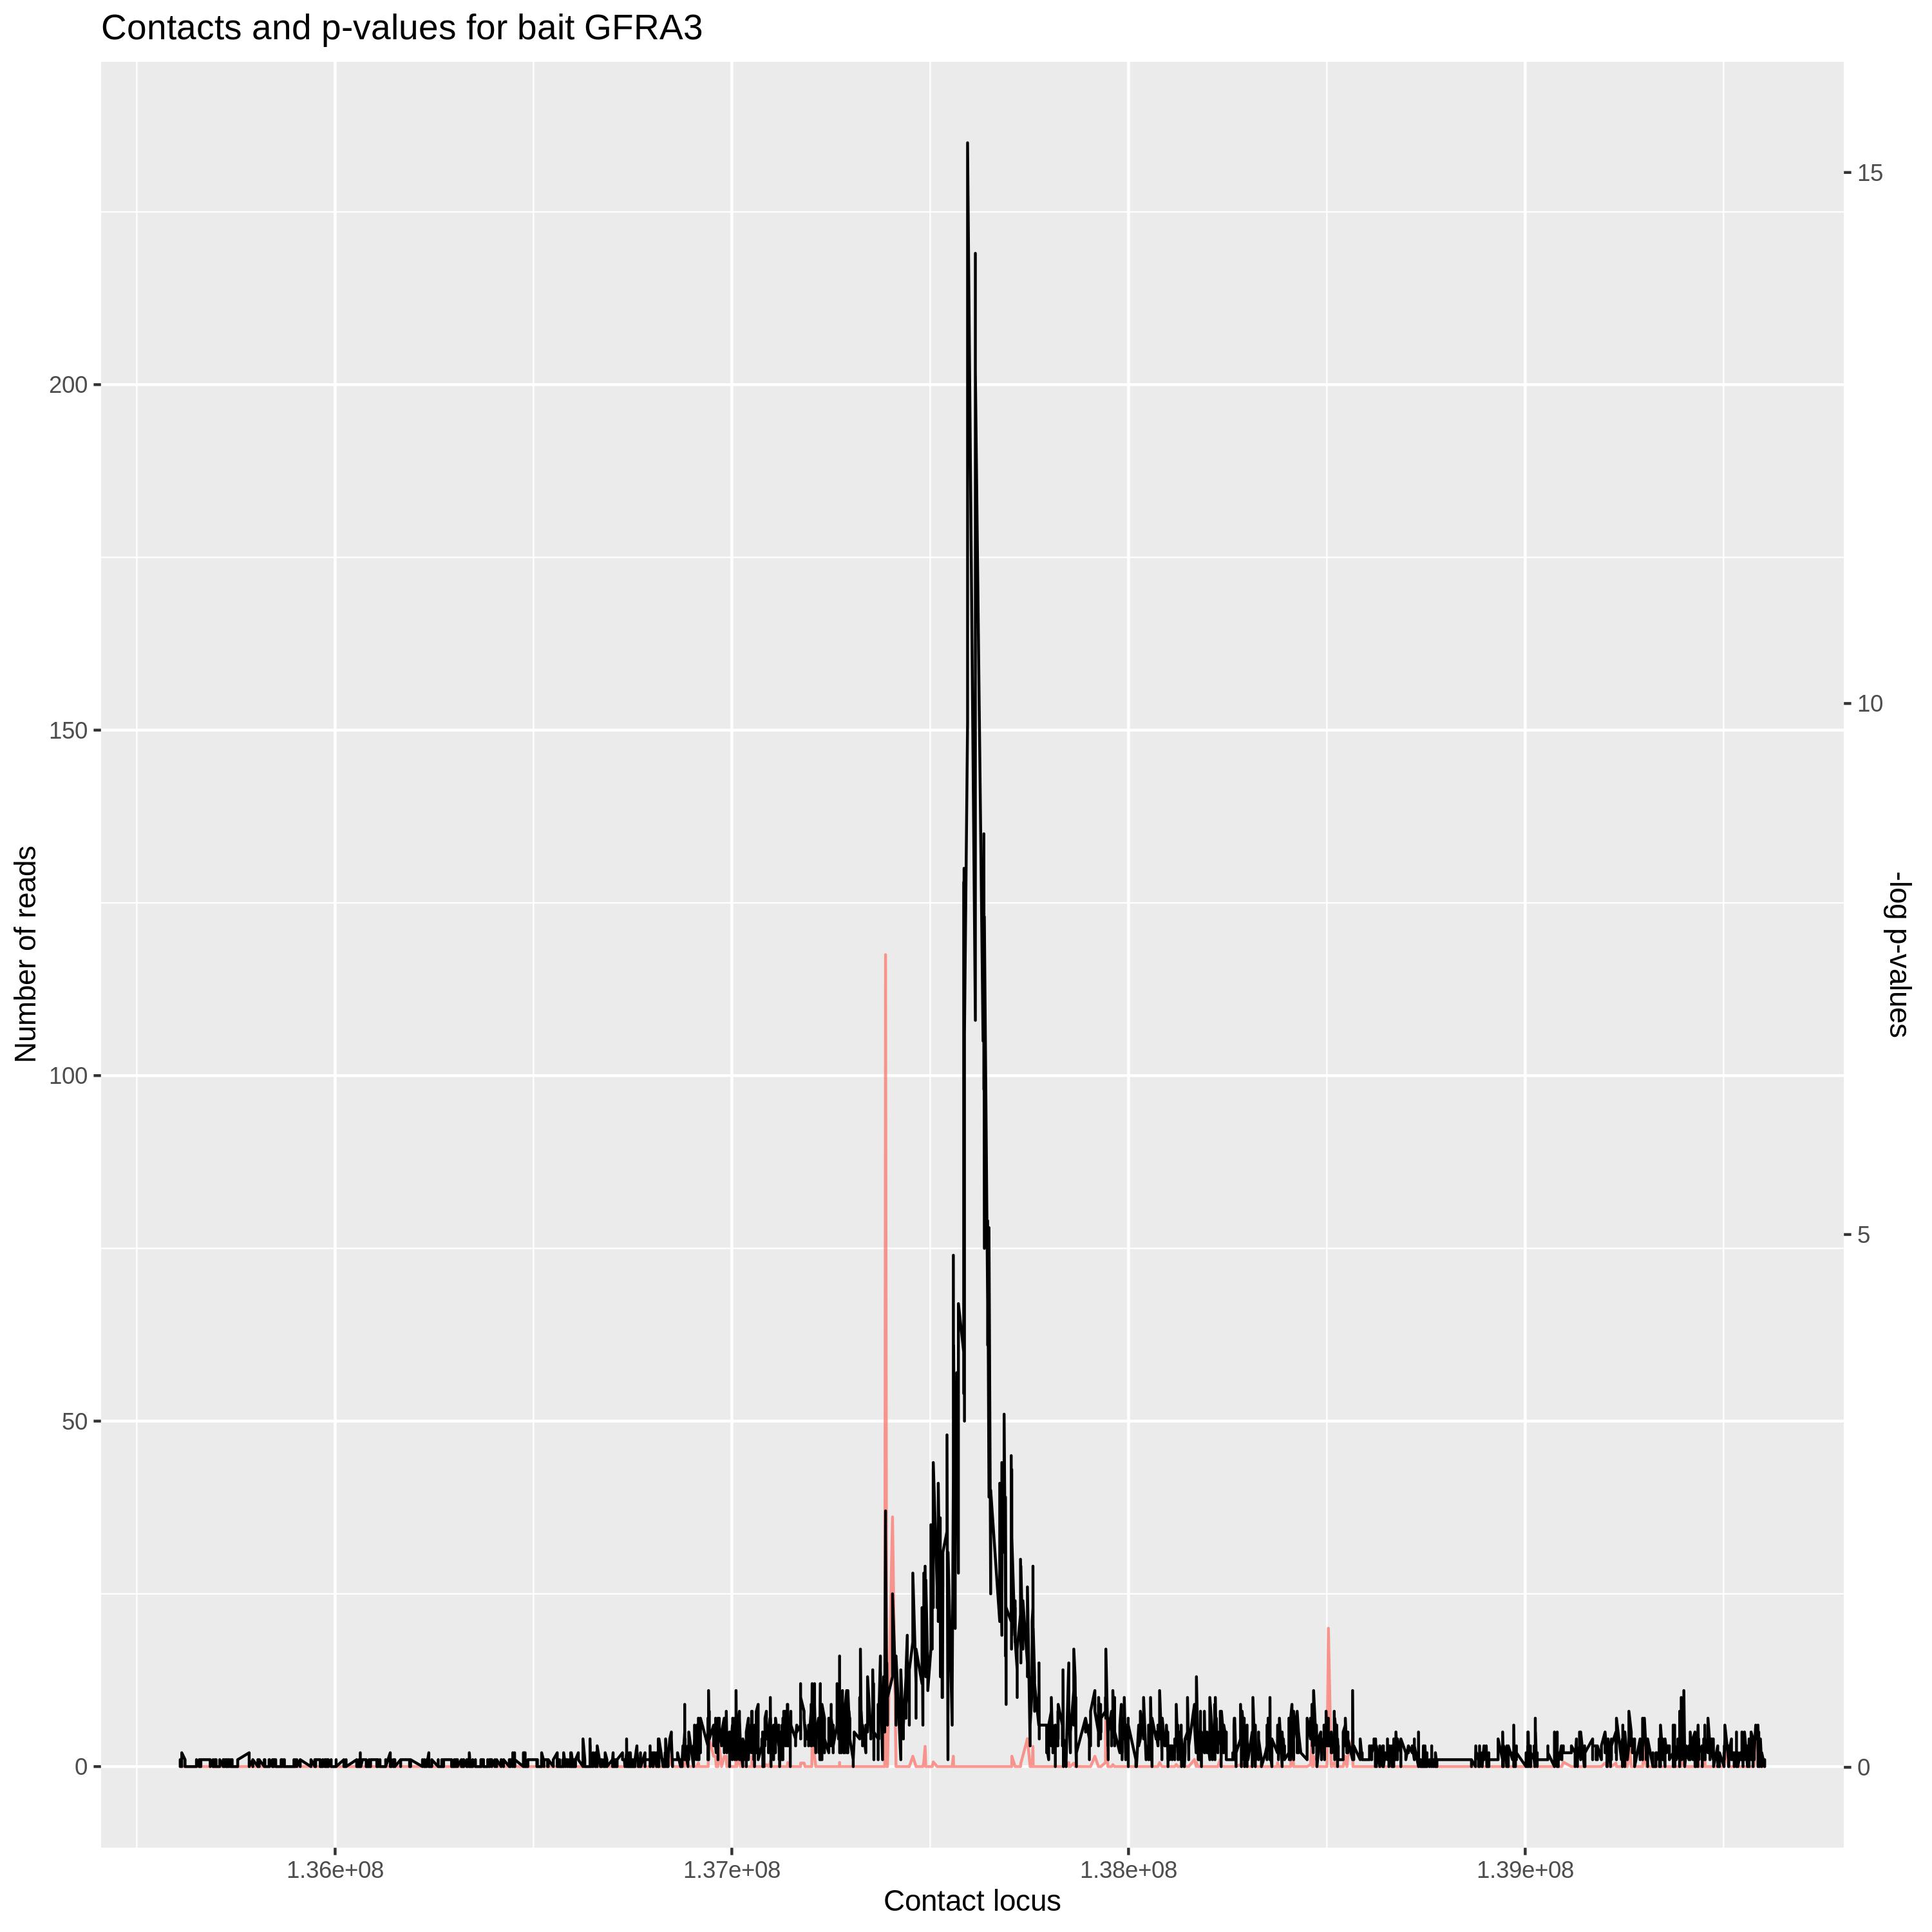 Contacts and p-values for bait GFRA3
Number of reads
200
150
100
50
0
15
10
5
0
-log p-values
1.36e+08
1.37e+08
1.38e+08
1.39e+08
Contact locus